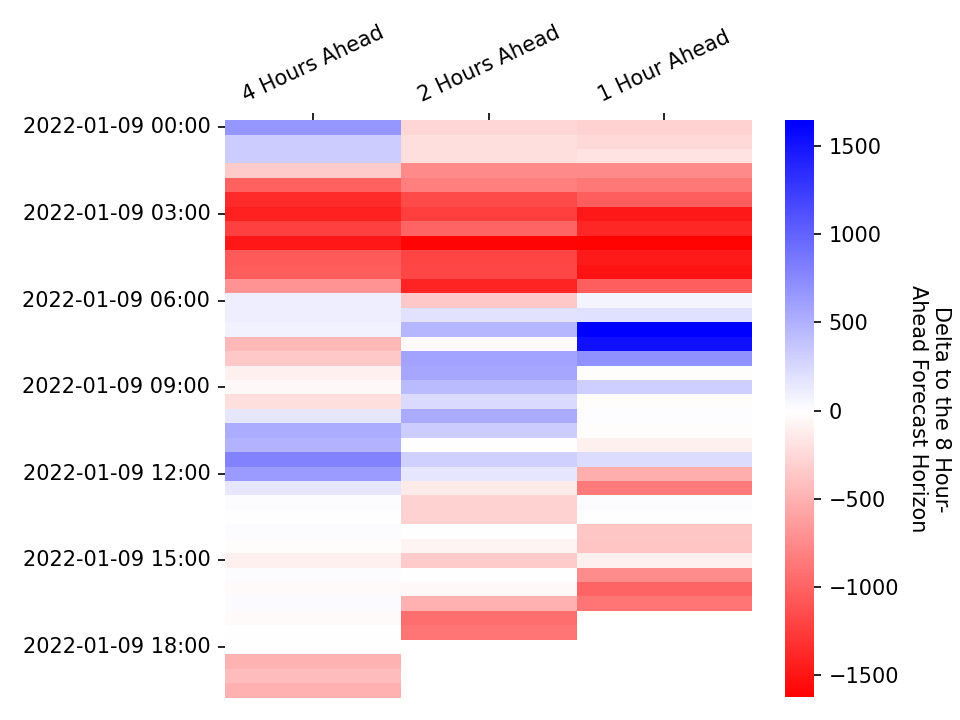 4 Hours Ahead
2 Hours Ahead
1 Hour Ahead
2022-01-09 00:00
2022-01-09 03:00
2022-01-09 06:00
2022-01-09 09:00
2022-01-09 12:00
2022-01-09 15:00
2022-01-09 18:00
1500
1000
500
0
−500
−1000
−1500
Delta to the 8 Hour-
Ahead Forecast Horizon